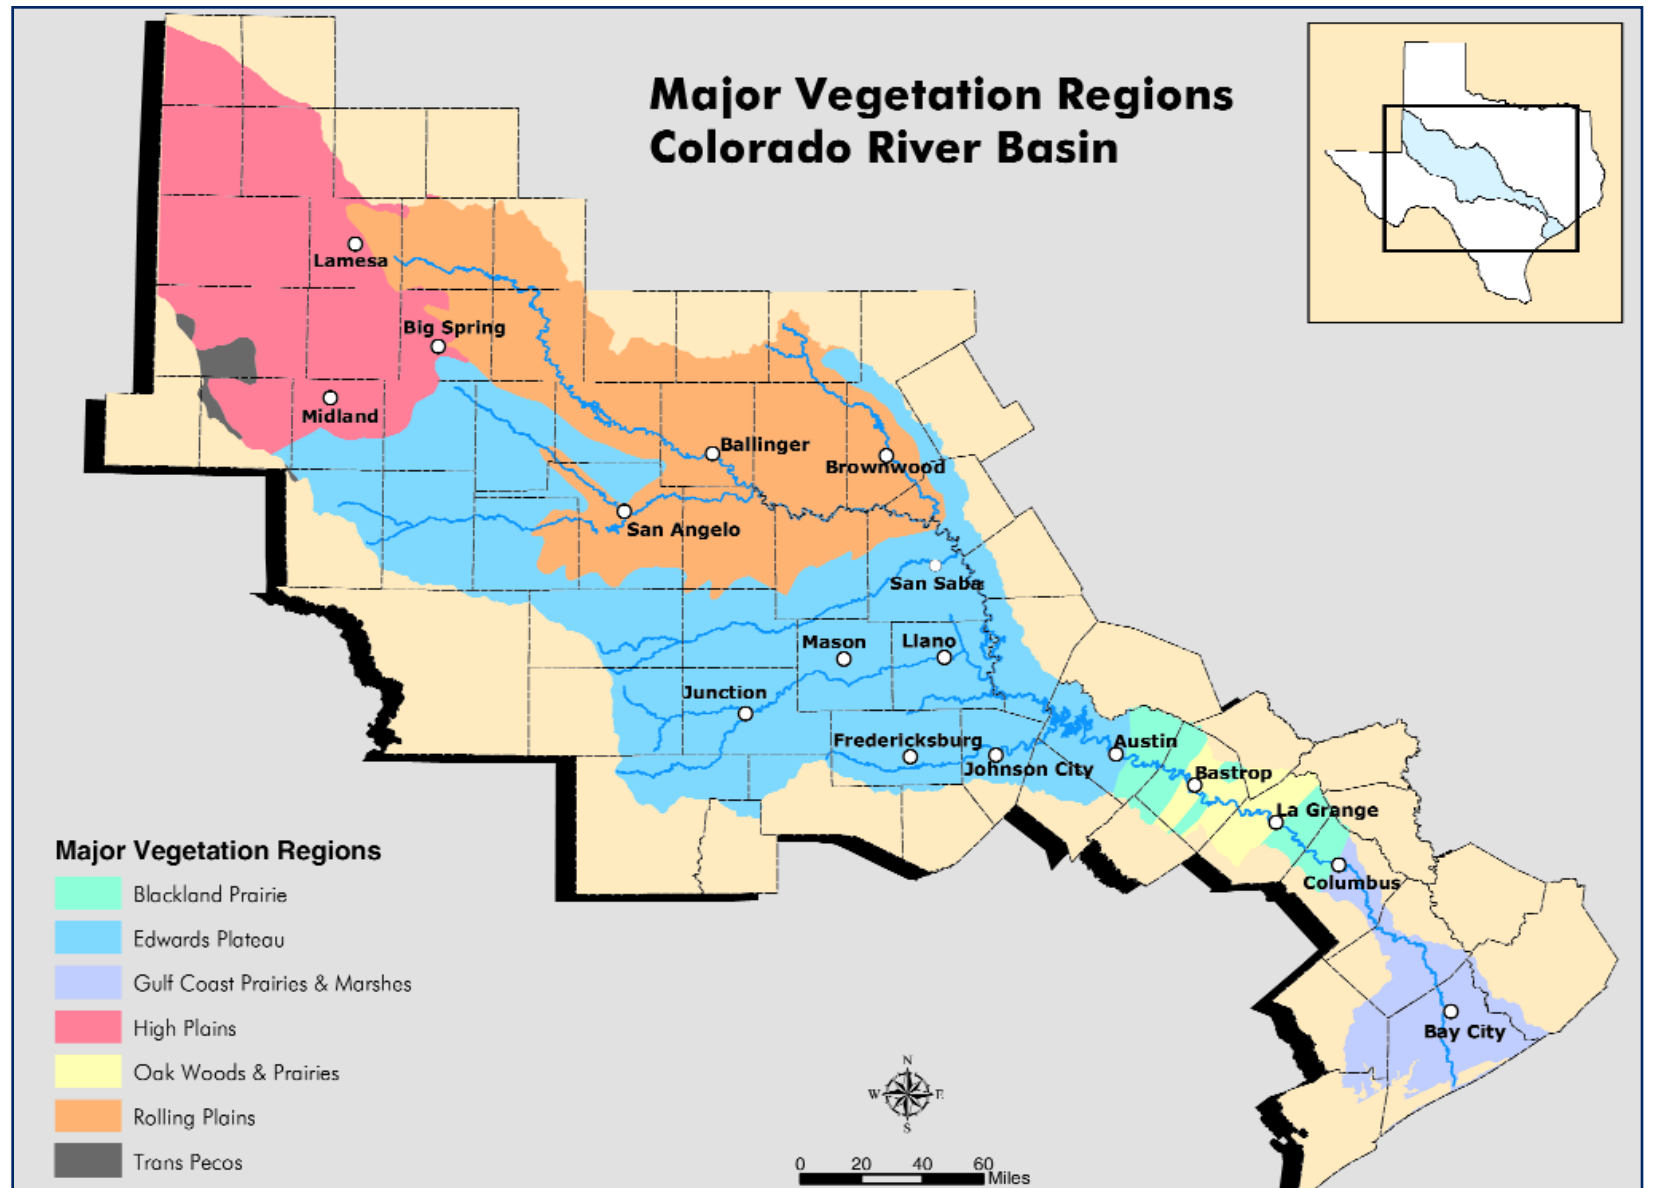 Major Vegetation Regions
Colorado River Basin
Lamesa
Big Spring
Midland
Ballinger
Brownwood
San Angelo
San Saba
Mason
Llano
Junction
Fredericksburg
Johnson City
Austin
Bastrop
La Grange
Columbus
Bay City
Major Vegetation Regions
Blackland Prairie
Edwards Plateau
Gulf Coast Prairies & Marshes
High Plains
Oak Woods & Prairies
Rolling Plains
Trans Pecos
N
W E
S
0 20 40 60
Miles